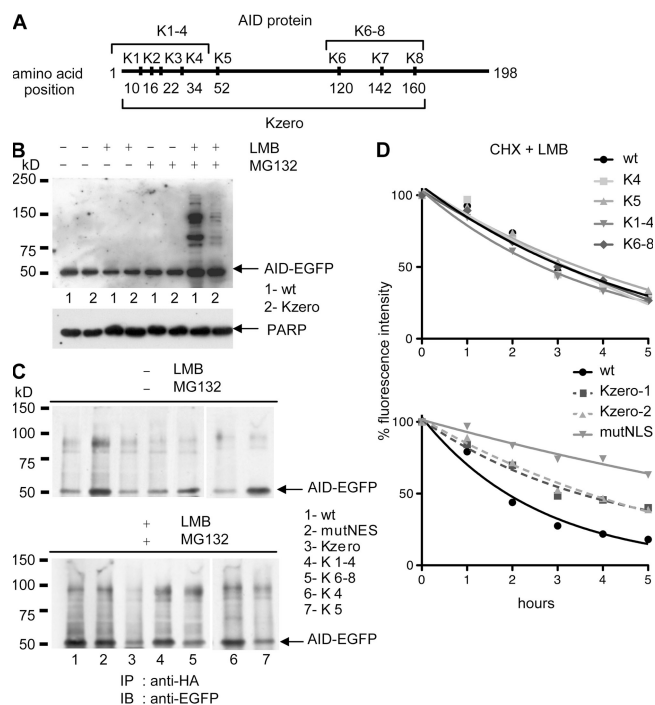 A
AID protein
K1-4
K6-8
K1 K2 K3 K4 K5 K6 K7 K8
amino acid position
1
198
10 16 22 34 52 120 142 160
Kzero
B
– – + + – – + + LMB
– – – – + + + + MG132
kD
250
150
75
50
AID-EGFP
1 2 1 2 1 2 1 2
1- wt
2- Kzero
PARP
C
– LMB
– MG132
kD
150
100
75
50
AID-EGFP
+ LMB
+ MG132
150
100
75
50
AID-EGFP
1- wt
2- mutNES
3- Kzero
4- K 1-4
5- K 6-8
6- K 4
7- K 5
1 2 3 4 5 6 7
IP : anti-HA
IB : anti-EGFP
D
CHX + LMB
wt
K4
K5
K1-4
K6-8
100
50
0
0 1 2 3 4 5
% fluorescence intensity
wt
Kzero-1
Kzero-2
mutNLS
100
50
0
0 1 2 3 4 5
hours